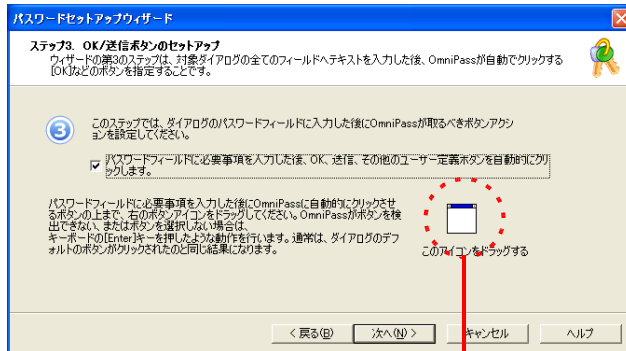 パスワードセットアップウィザード
ステップ3. OK/送信ボタンのセットアップ
ウィザードの第3のステップは、対象ダイアログの全てのフィールドへテキストを入力した後、OmniPassが自動でクリックする
[OK]などのボタンを指定することです。
3
このステップでは、ダイアログのパスワードフィールドに入力した後にOmniPassが取るべきボタンアクシ
ョンを設定してください。
パスワードフィールドに必要事項を入力した後、OK、送信、その他のユーザー定義ボタンを自動的にクリ
ックします。
パスワードフィールドに必要事項を入力した後にOmniPassに自動的にクリックさせ
るボタンの上まで、右のボタンアイコンをドラッグしてください。OmniPassがボタンを検
出できない、またはボタンを選択しない場合は、
キーボードの[Enter]キーを押したような動作を行います。通常は、ダイアログのデフ
ォルトのボタンがクリックされたのと同じ結果になります。
このアイコンをドラッグする
< 戻る(B)
次へ(N) >
キャンセル
ヘルプ